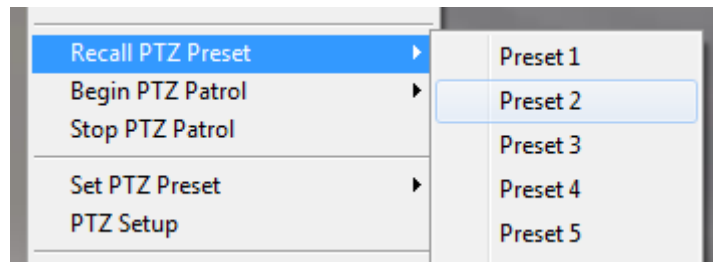 Recall PTZ Preset
Begin PTZ Patrol
Stop PTZ Patrol
Set PTZ Preset
PTZ Setup
Preset 1
Preset 2
Preset 3
Preset 4
Preset 5